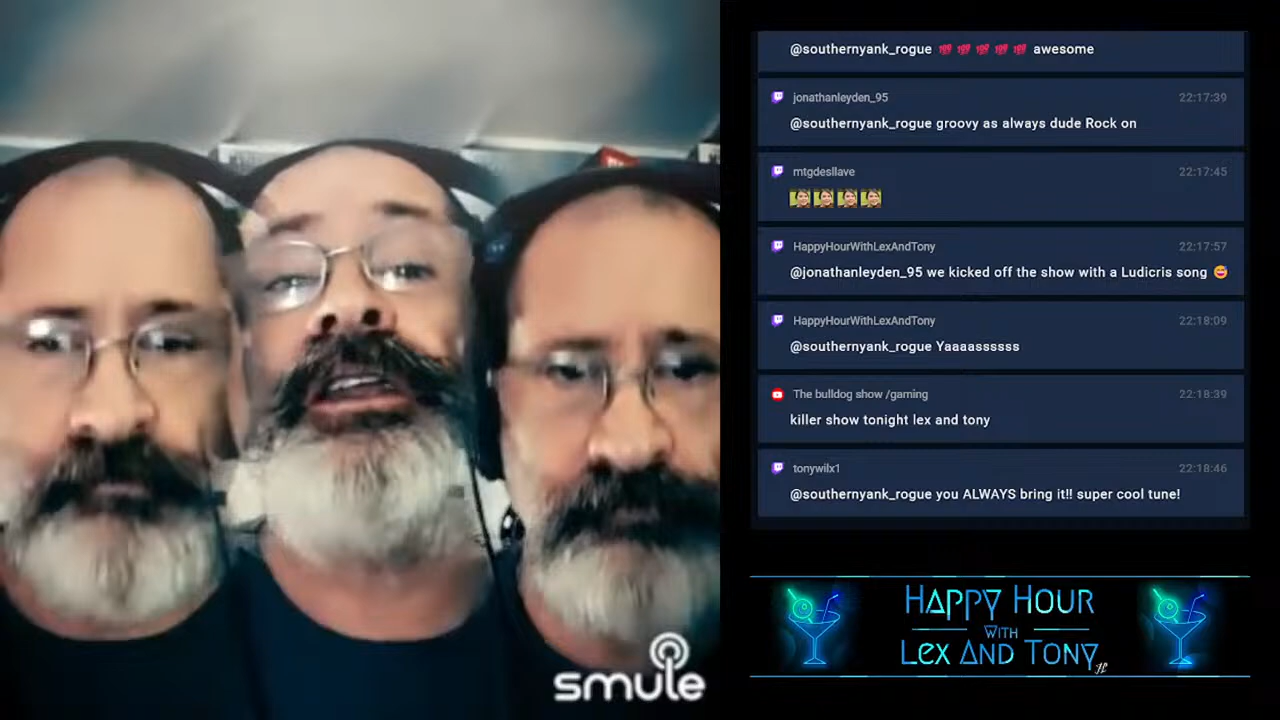 smule
@southernyank_rogue 💯 💯 💯 💯 💯 awesome
jonathanleyden_95 22:17:39
@southernyank_rogue groovy as always dude Rock on
mtgdesllave 22:17:45
HappyHourWithLexAndTony 22:17:57
@jonathanleyden_95 we kicked off the show with a Ludicris song 😅
HappyHourWithLexAndTony 22:18:09
@southernyank_rogue Yaaaassssss
The bulldog show /gaming 22:18:39
killer show tonight lex and tony
tonywilx1 22:18:46
@southernyank_rogue you ALWAYS bring it!! super cool tune!
HAPPY HOUR
WITH
LEX AND TONY